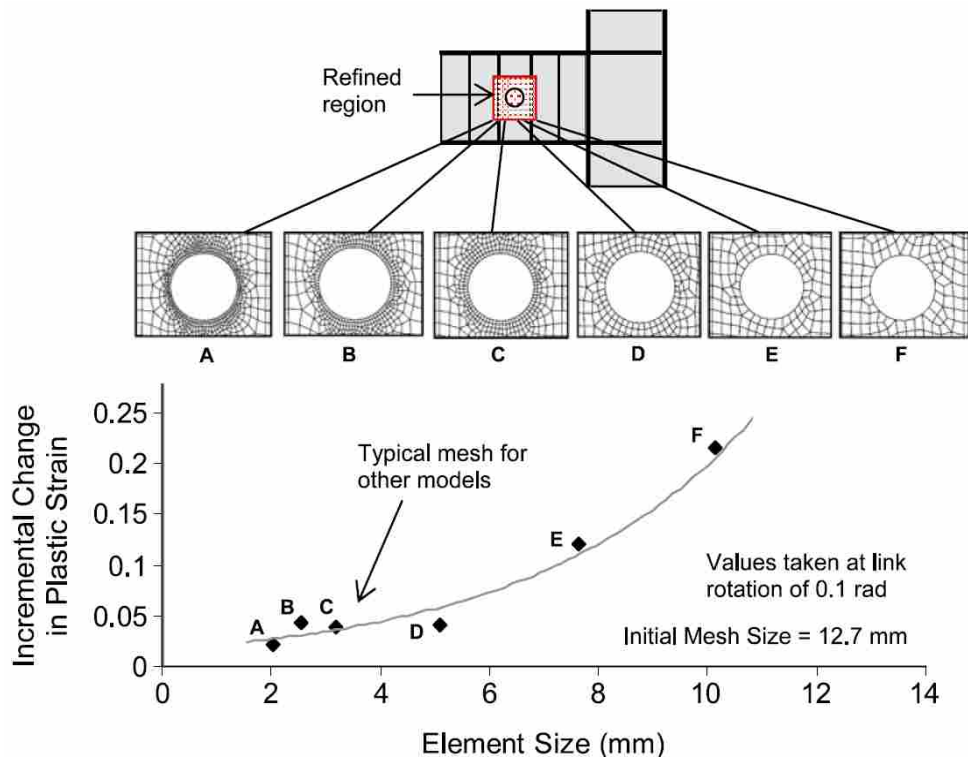 Refined
region
A B C D E F
Incremental Change
in Plastic Strain
0.25
0.2
0.15
0.1
0.05
0
Typical mesh for
other models
A
B
C
D
E
F
Values taken at link
rotation of 0.1 rad
Initial Mesh Size = 12.7 mm
0 2 4 6 8 10 12 14
Element Size (mm)